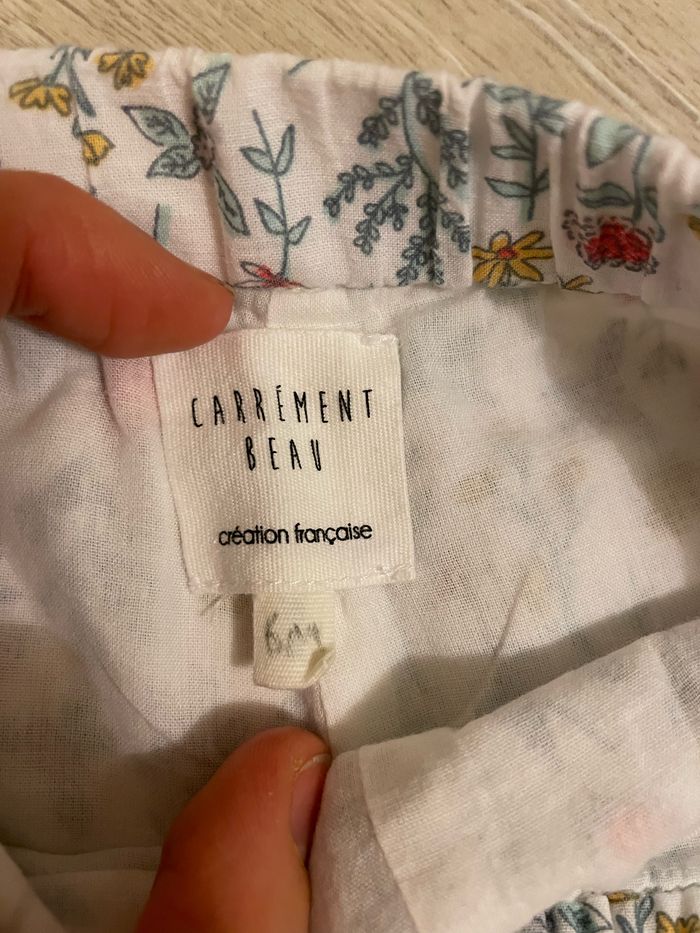 CARRÉMENT
BEAU
création française
6M